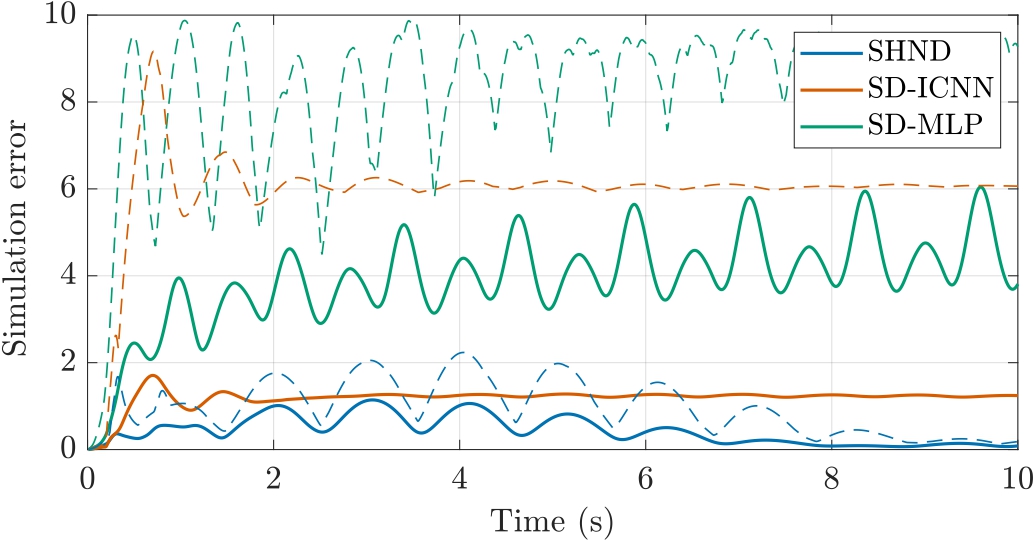 10
8
6
4
2
0
Simulation error
SHND
SD-ICNN
SD-MLP
0 2 4 6 8 10
Time (s)